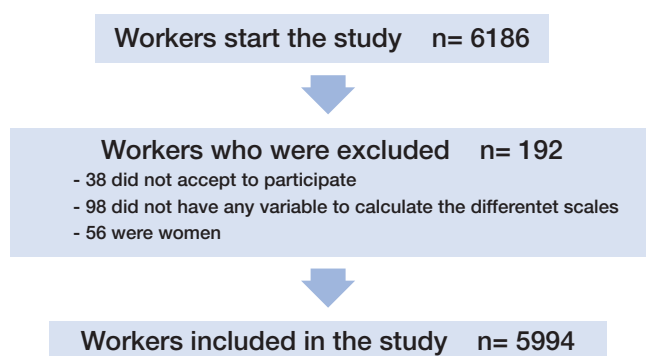 Workers start the study n= 6186
Workers who were excluded n= 192
- 38 did not accept to participate
- 98 did not have any variable to calculate the differentet scales
- 56 were women
Workers included in the study n= 5994